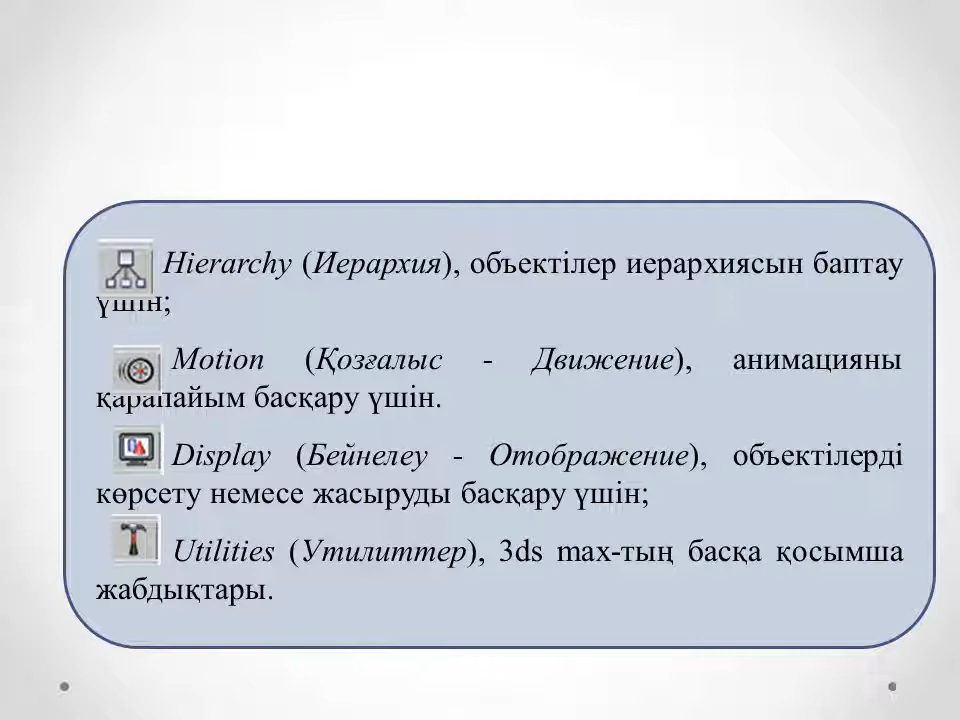 Hierarchy (Иерархия), объектілер иерархиясын баптау
үшін;
Motion (Қозғалыс - Движение), анимацияны
қарапайым басқару үшін.
Display (Бейнелеу - Отображение), объектілерді
көрсету немесе жасыруды басқару үшін;
Utilities (Утилиттер), 3ds max-тың басқа қосымша
жабдықтары.